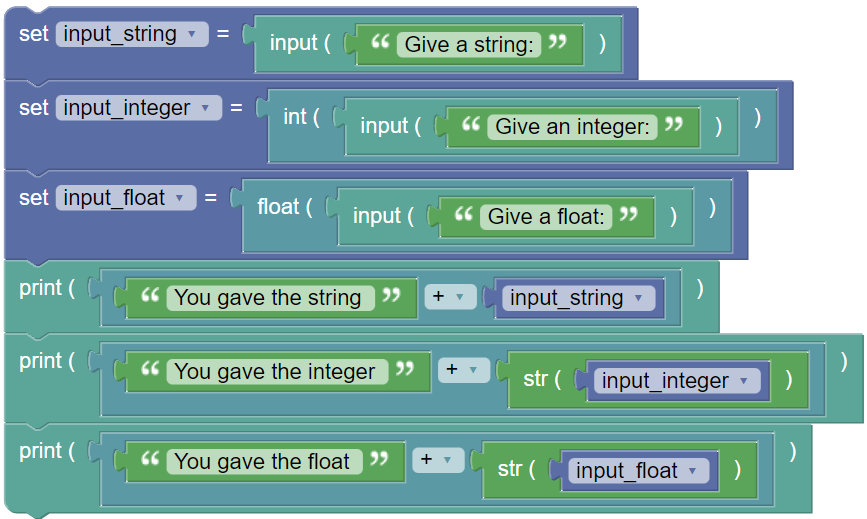 set input_string ▾ = input ( “ Give a string: ” )
set input_integer ▾ = int ( input ( “ Give an integer: ” ) )
set input_float ▾ = float ( input ( “ Give a float: ” ) )
print ( “ You gave the string ” + ▾ input_string ▾ )
print ( “ You gave the integer ” + ▾ str ( input_integer ▾ ) )
print ( “ You gave the float ” + ▾ str ( input_float ▾ ) )